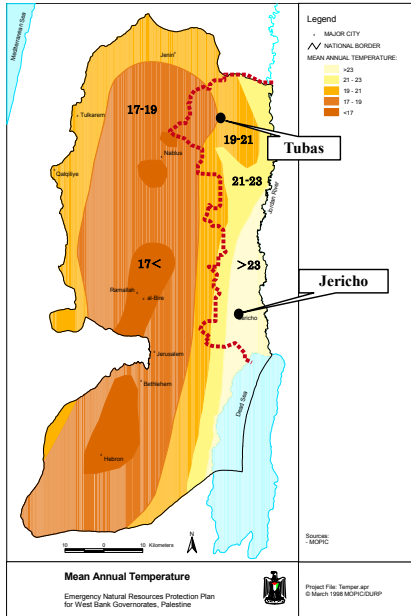 Mediterranean Sea
Jenin
17-19
Tulkarem
19-21
Tubas
Nablus
Qalqiliye
21-23
Jordan River
17<
>23
Jericho
Ramallah
al-Bire
Jericho
Jerusalem
Bethlehem
Dead Sea
Hebron
10 0 10 Kilometers
N
Legend
MAJOR CITY
NATIONAL BORDER
MEAN ANNUAL TEMPERATURE:
>23
21 - 23
19 - 21
17 - 19
<17
Sources:
- MOPIC
Mean Annual Temperature
Emergency Natural Resources Protection Plan
for West Bank Governorates, Palestine
Project File: Temper.apr
© March 1998 MOPIC/DURP